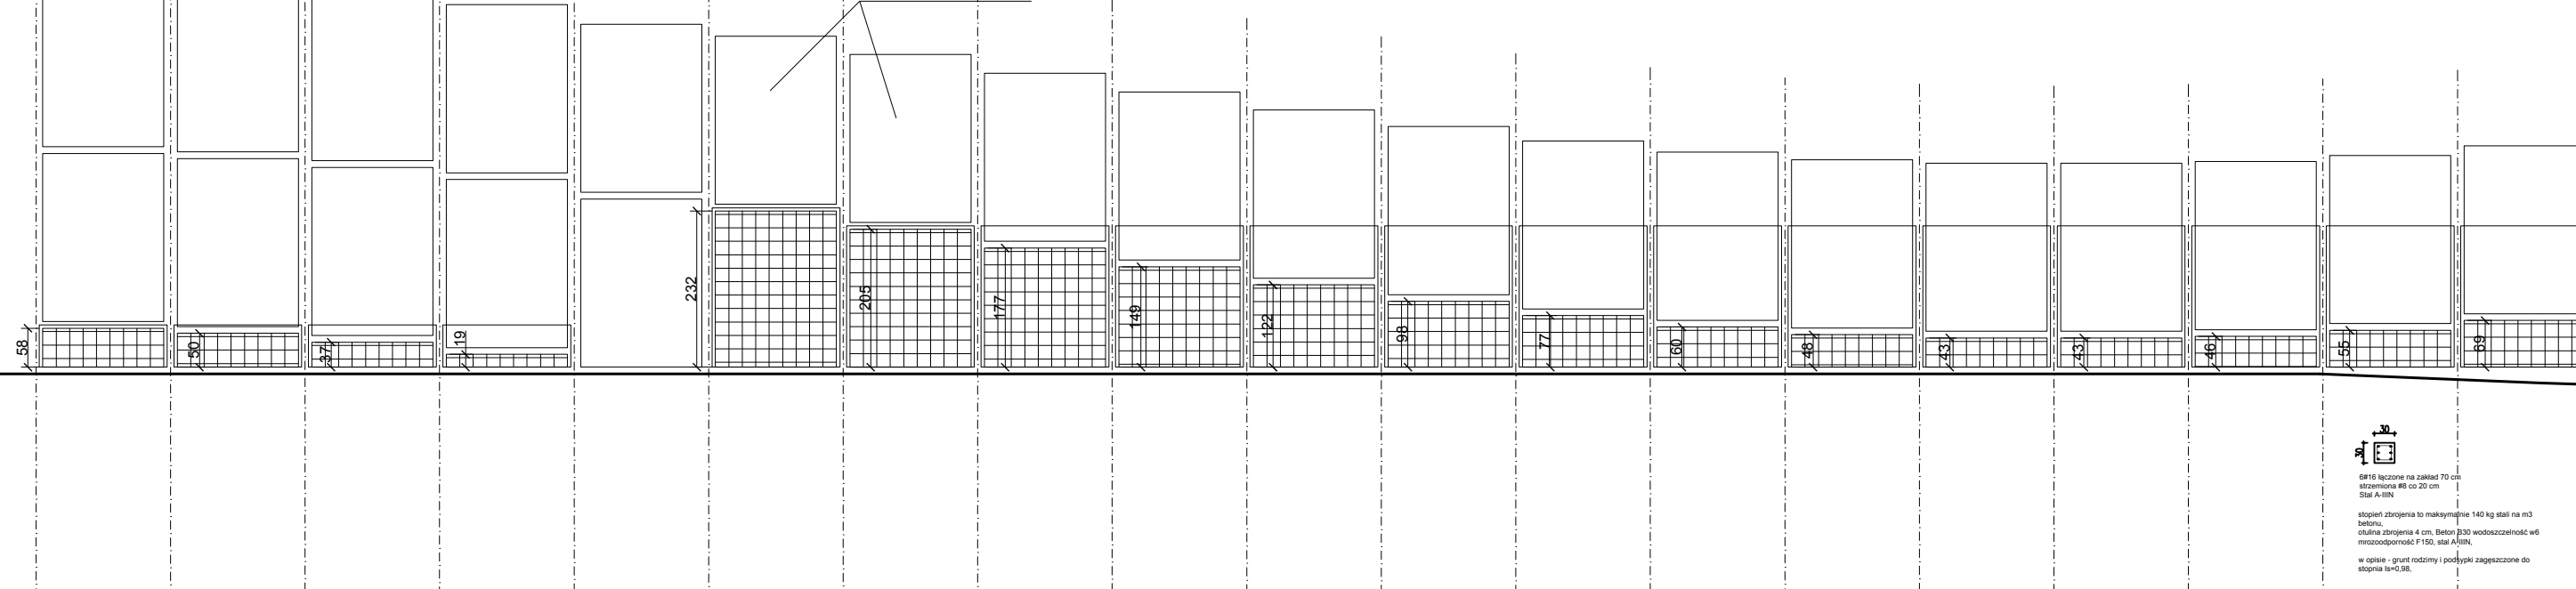 58
50
37
19
232
205
177
149
122
98
77
60
48
43
43
46
55
69
30
30
6#16 łączone na zakład 70 cm
strzemiona #8 co 20 cm
Stal A-IIIN
stopień zbrojenia to maksymalnie 140 kg stali na m3
betonu,
otulina zbrojenia 4 cm, Beton B30 wodoszczelność w6
mrozoodporność F150, stal A-IIIN,
w opisie - grunt rodzimy i podsypki zagęszczone do
stopnia Is=0,98,